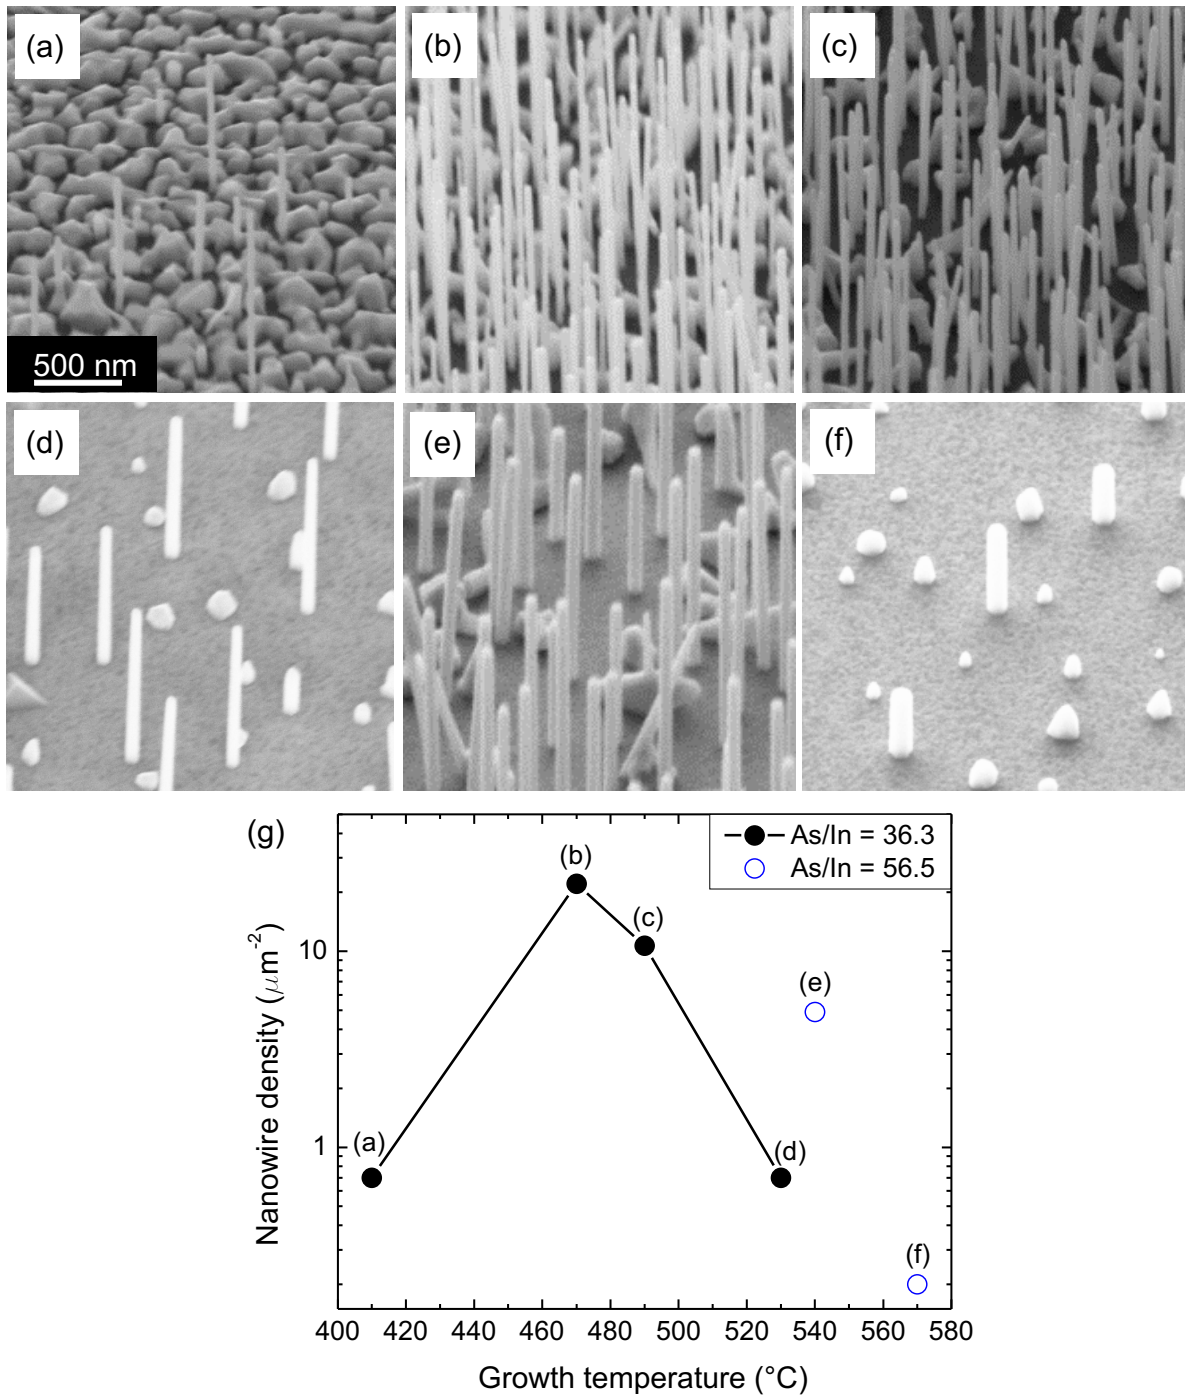 (a)
(b)
(c)
500 nm
(d)
(e)
(f)
(g)
As/In = 36.3
As/In = 56.5
(b)
(c)
(e)
(a)
(d)
(f)
10
1
Nanowire density (μm⁻²)
400 420 440 460 480 500 520 540 560 580
Growth temperature (°C)